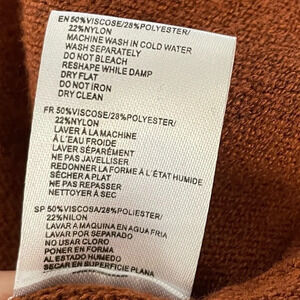 EN 50%VISCOSE/28%POLYESTER/
22%NYLON
MACHINE WASH IN COLD WATER
WASH SEPARATELY
DO NOT BLEACH
RESHAPE WHILE DAMP
DRY FLAT
DO NOT IRON
DRY CLEAN
FR 50%VISCOSE/28%POLYESTER/
22%NYLON
LAVER À LA MACHINE
À L'EAU FROIDE
LAVER SÉPARÉMENT
NE PAS JAVELLISER
REDONNER LA FORME À L'ÉTAT HUMIDE
SÉCHER A PLAT
NE PAS REPASSER
NETTOYER À SEC
SP 50%VISCOSA/28%POLIESTER/
22%NILON
LAVAR A MAQUINA EN AGUA FRIA
LAVAR POR SEPARADO
NO USAR CLORO
PONER EN FORMA
AL ESTADO HUMEDO
SECAR EN SUPERFICIE PLANA